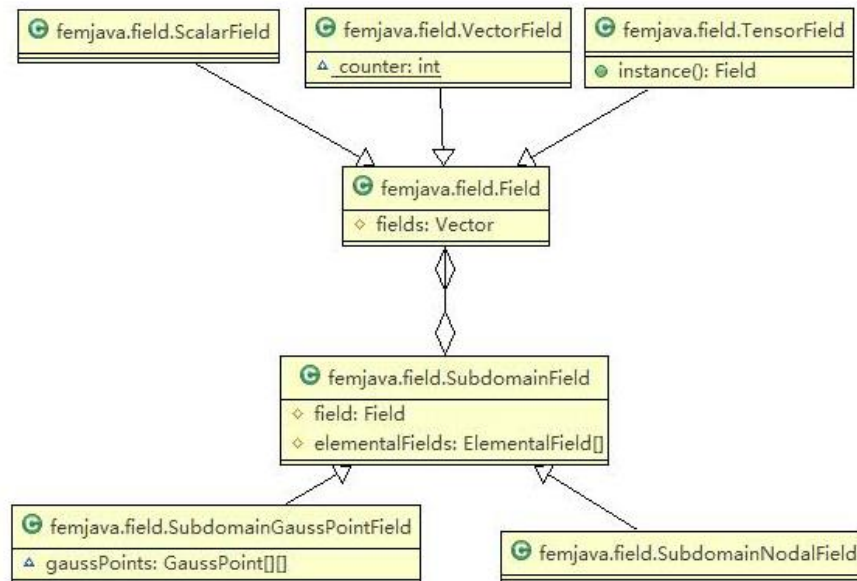 C femjava.field.ScalarField
C femjava.field.VectorField
counter: int
C femjava.field.TensorField
instance(): Field
C femjava.field.Field
fields: Vector
C femjava.field.SubdomainField
field: Field
elementalFields: ElementalField[]
C femjava.field.SubdomainGaussPointField
gaussPoints: GaussPoint[][]
C femjava.field.SubdomainNodalField